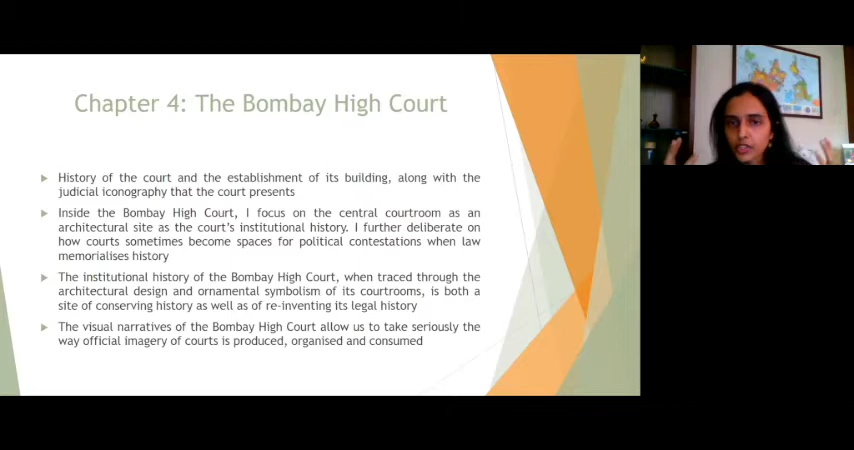 Chapter 4: The Bombay High Court
History of the court and the establishment of its building, along with the
judicial iconography that the court presents
Inside the Bombay High Court, I focus on the central courtroom as an
architectural site as the court's institutional history. I further deliberate on
how courts sometimes become spaces for political contestations when law
memorialises history
The institutional history of the Bombay High Court, when traced through the
architectural design and ornamental symbolism of its courtrooms, is both a
site of conserving history as well as of re-inventing its legal history
The visual narratives of the Bombay High Court allow us to take seriously the
way official imagery of courts is produced, organised and consumed